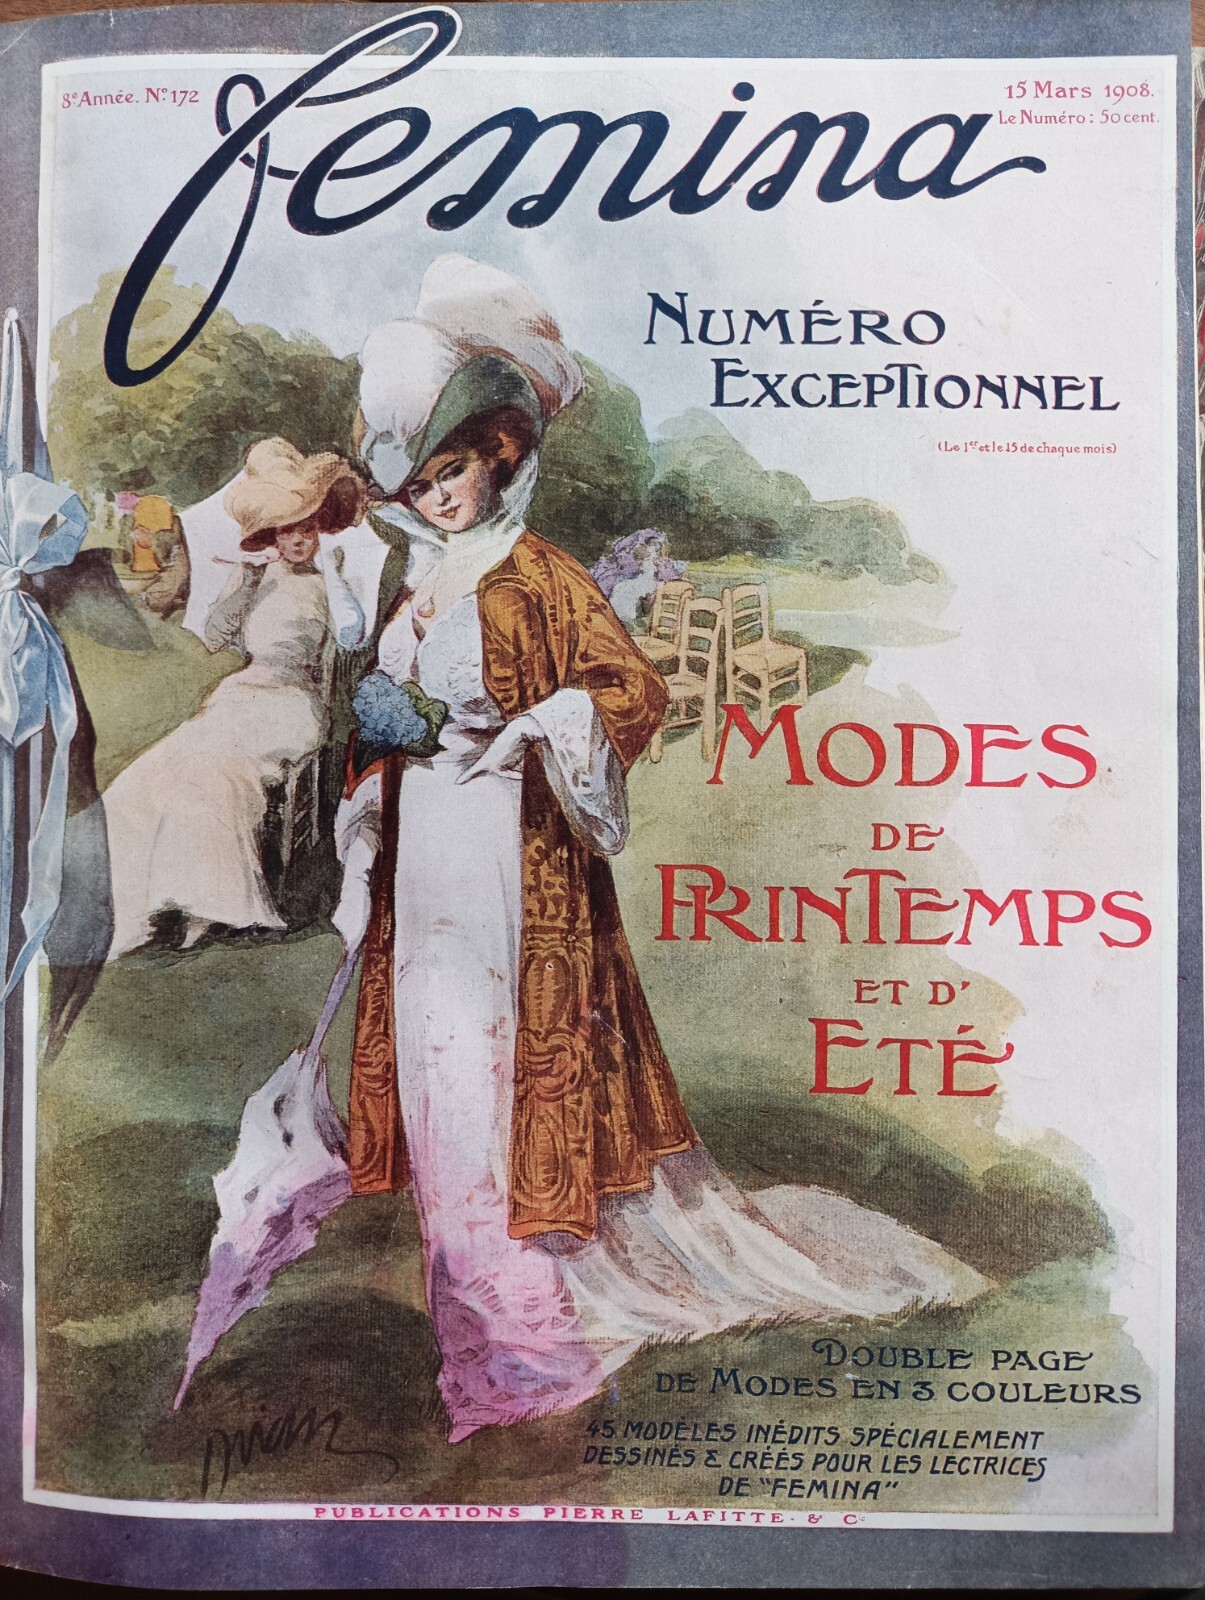 8e Année. No 172
15 Mars 1908.
Le Numéro: 50 cent.
femina
NUMÉRO
EXCEPTIONNEL
(Le 1er et le 15 de chaque mois)
MODES
DE
PRINTEMPS
ET D'
ETÉ
DOUBLE PAGE
DE MODES EN 3 COULEURS
45 MODÈLES INÉDITS SPÉCIALEMENT
DESSINÉS & CRÉÉS POUR LES LECTRICES
DE "FEMINA"
PUBLICATIONS PIERRE LAFITTE & C